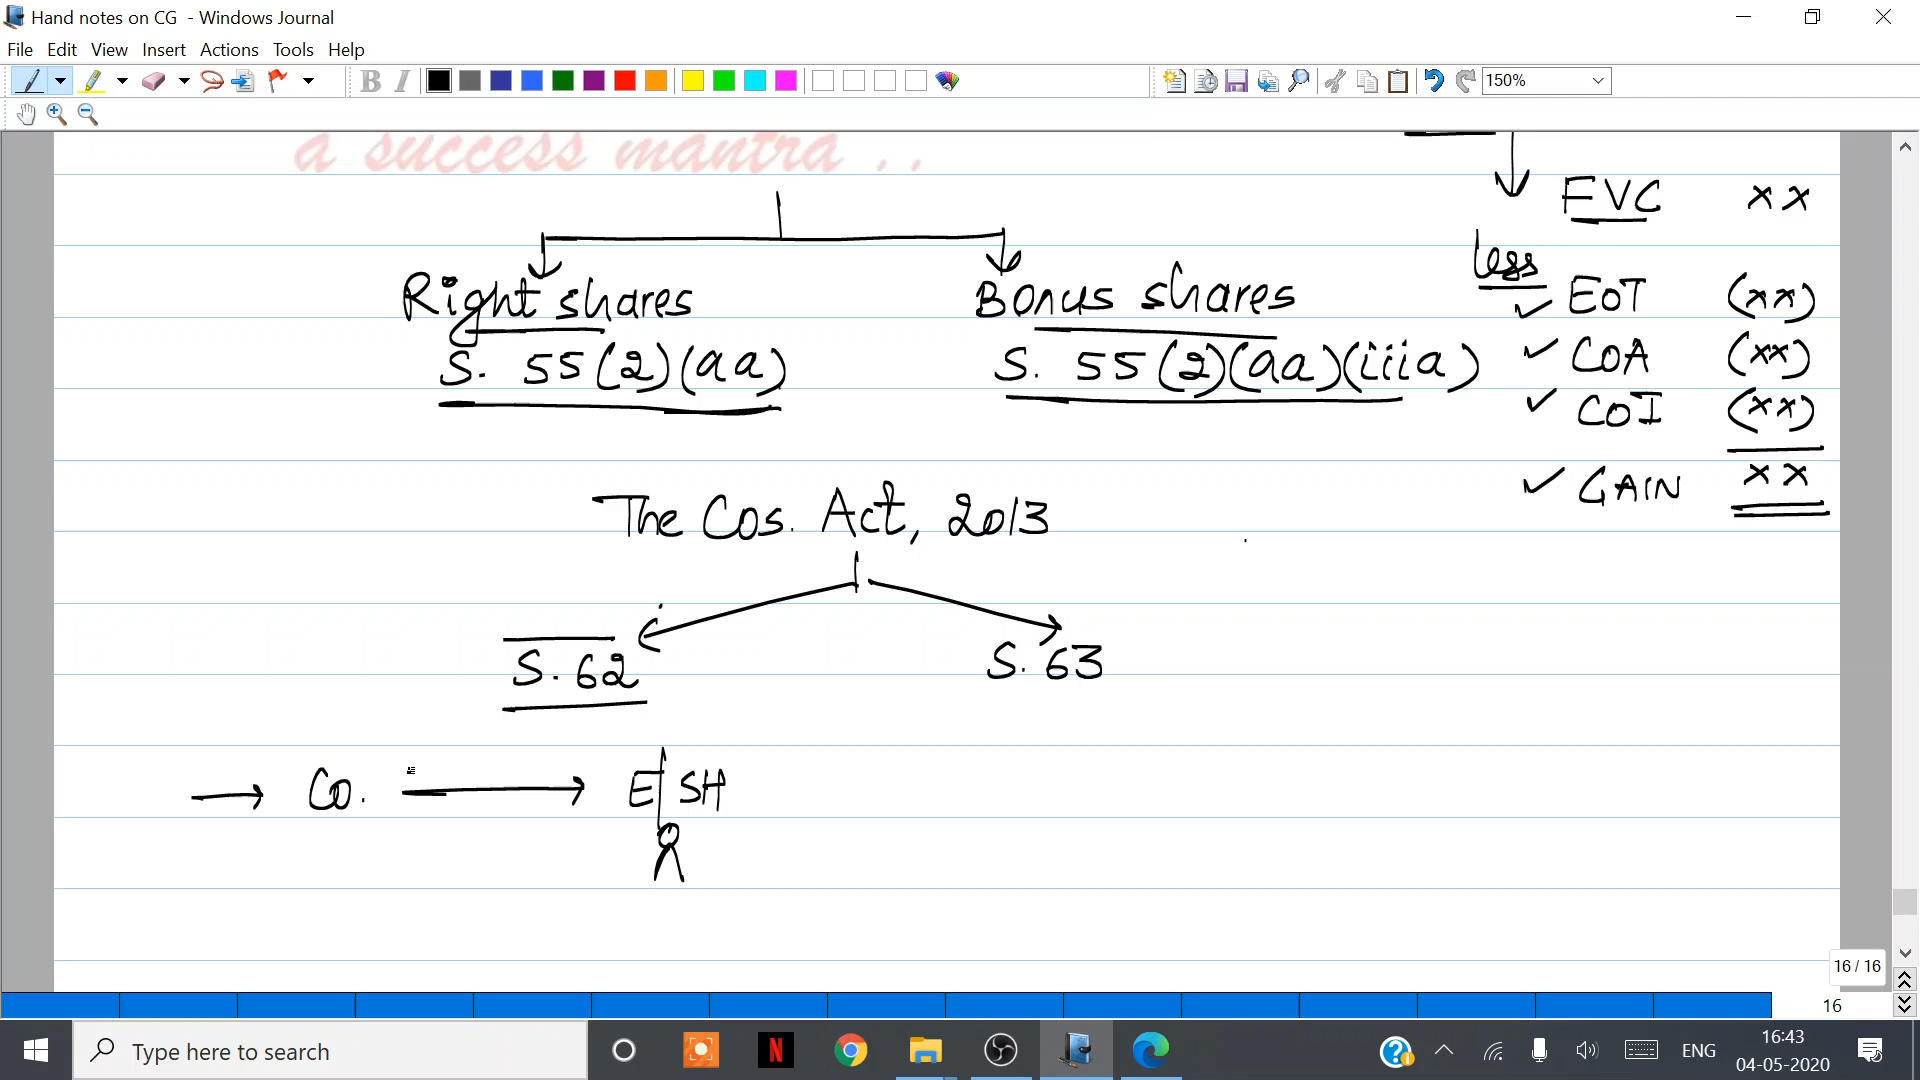 Hand notes on CG - Windows Journal
File Edit View Insert Actions Tools Help
B I
150%
a success mantra . .
FVC x x
Right shares
Bonus shares
less
EOT (xx)
S. 55(2)(aa)
S. 55(2)(aa)(iiia)
COA (xx)
COI (xx)
GAIN x x
The Cos. Act, 2013
S. 62
S. 63
Co.
E/SH
16 / 16
16
Type here to search
N
ENG
16:43
04-05-2020